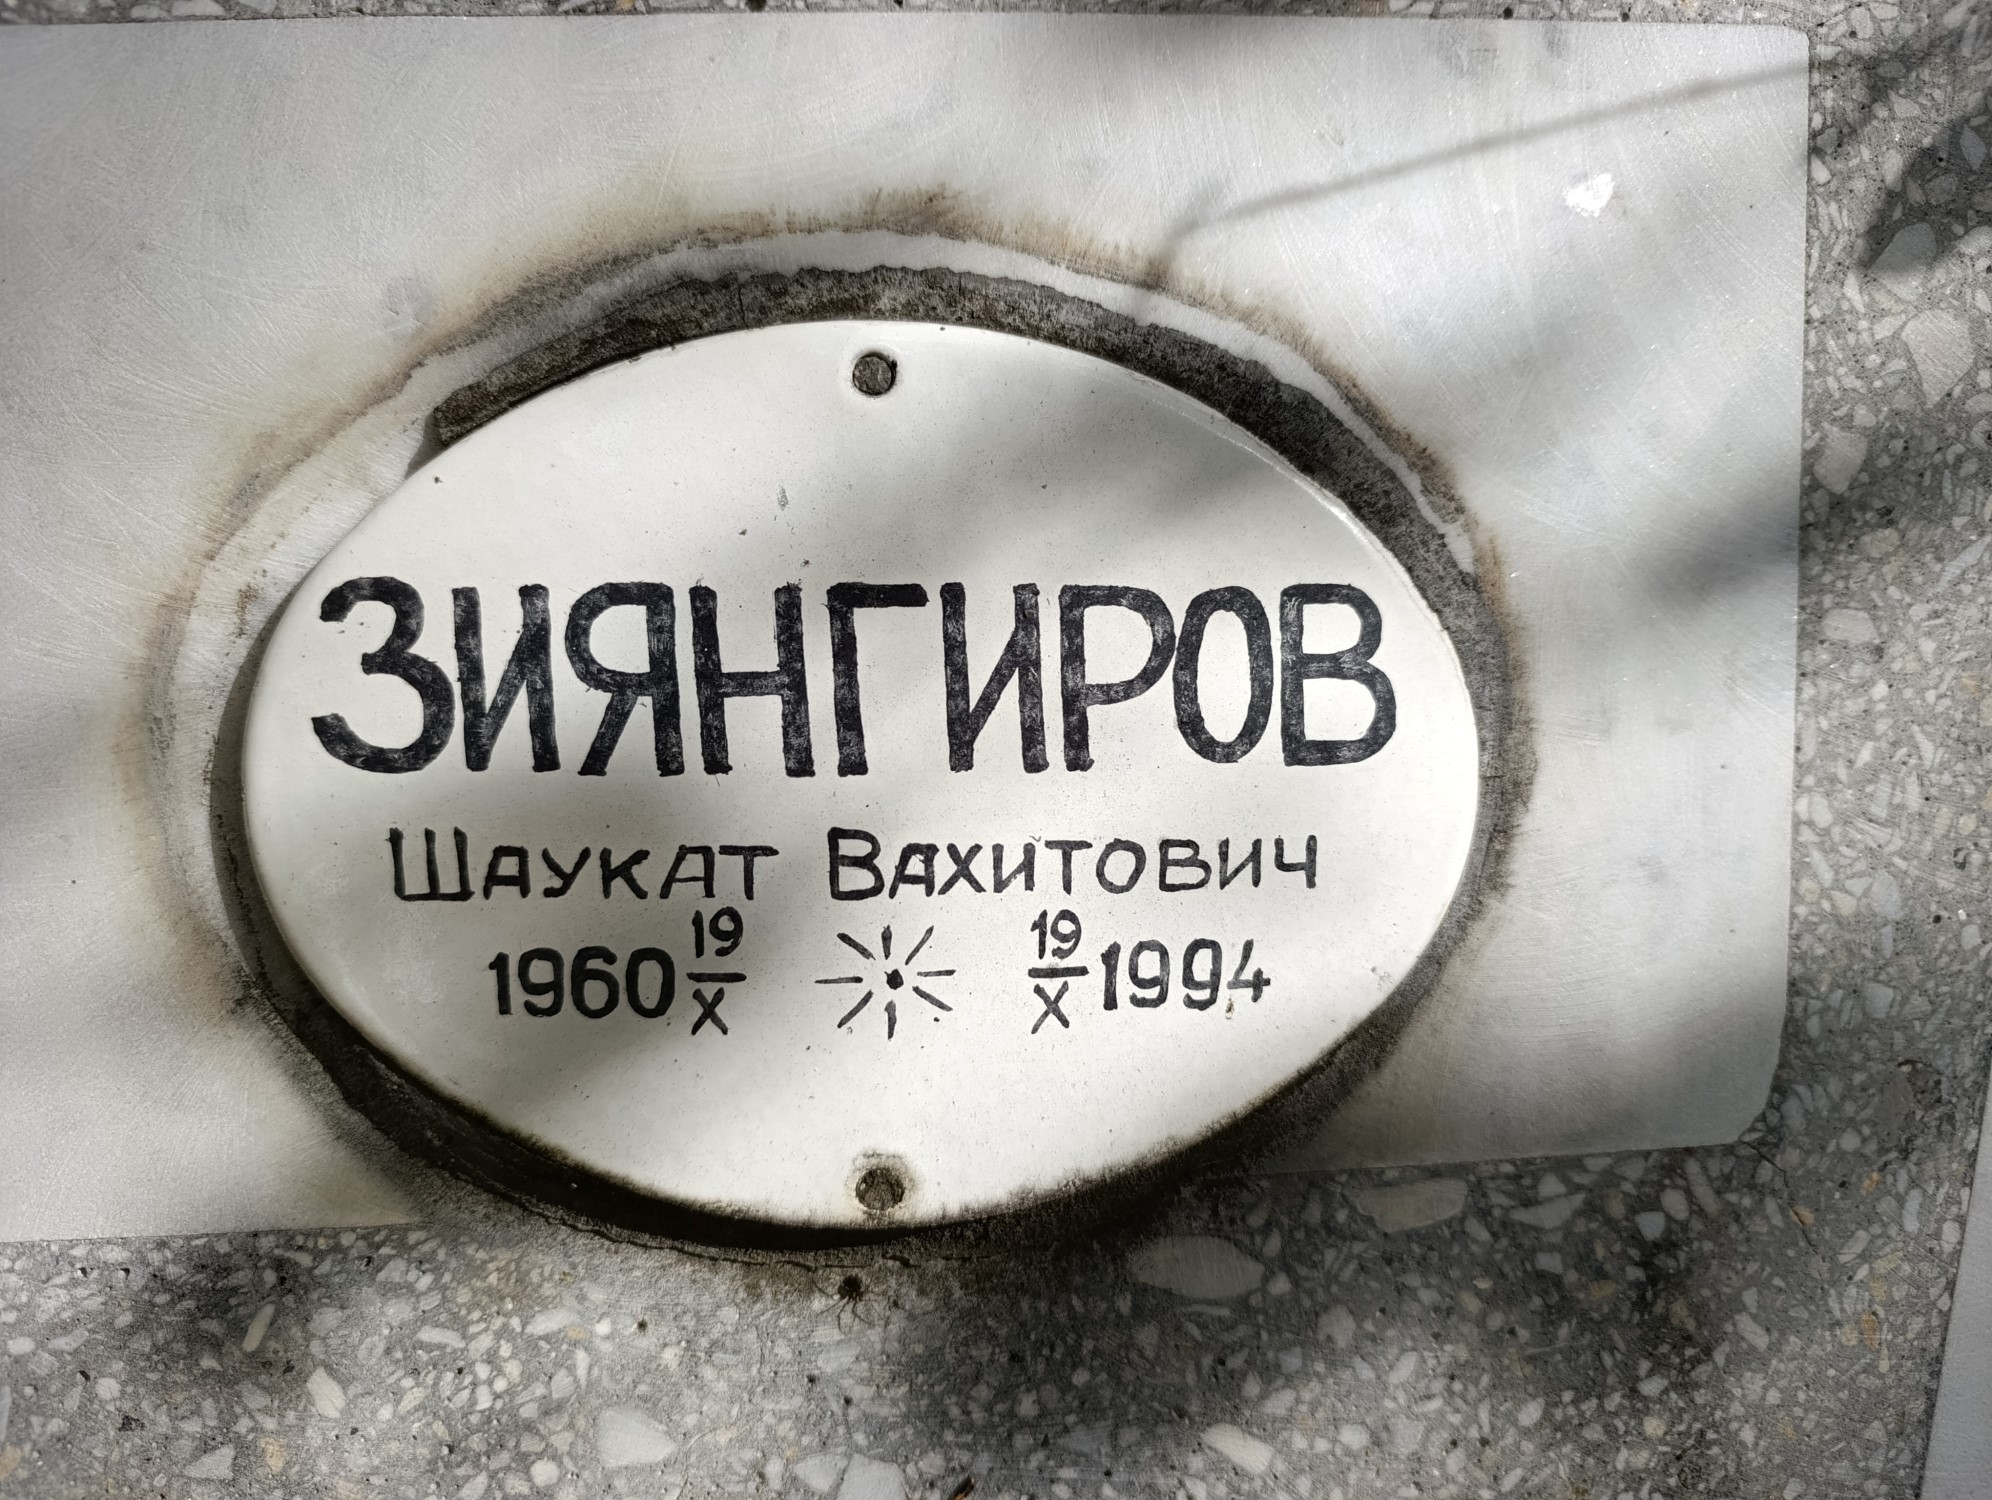 ЗИЯНГИРОВ
Шаукат Вахитович
1960 19/X 19/X 1994